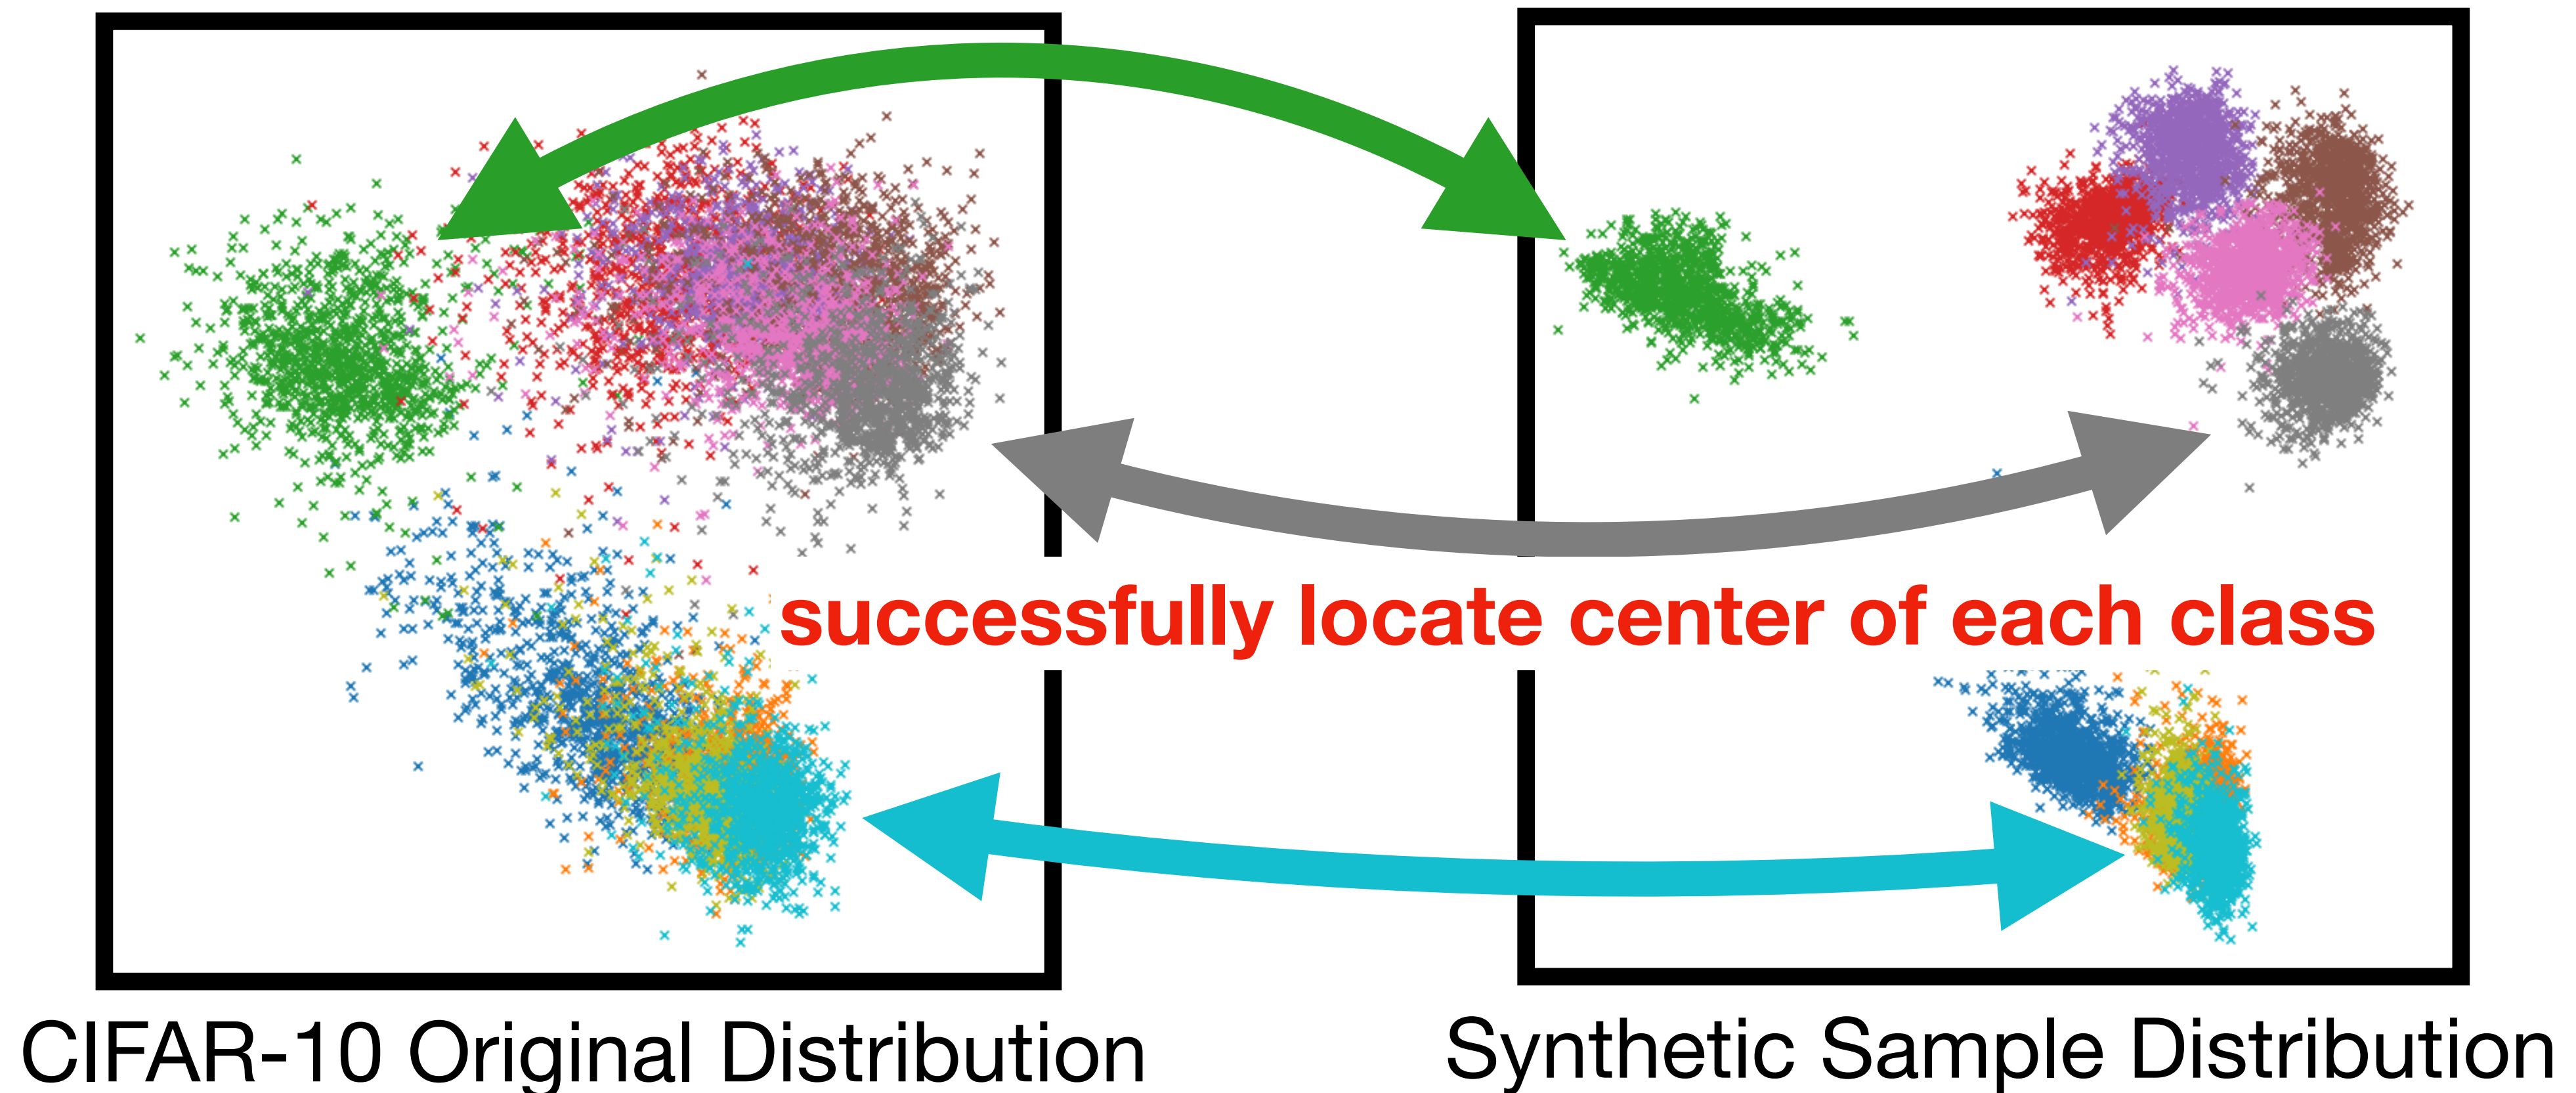 successfully locate center of each class
CIFAR-10 Original Distribution
Synthetic Sample Distribution